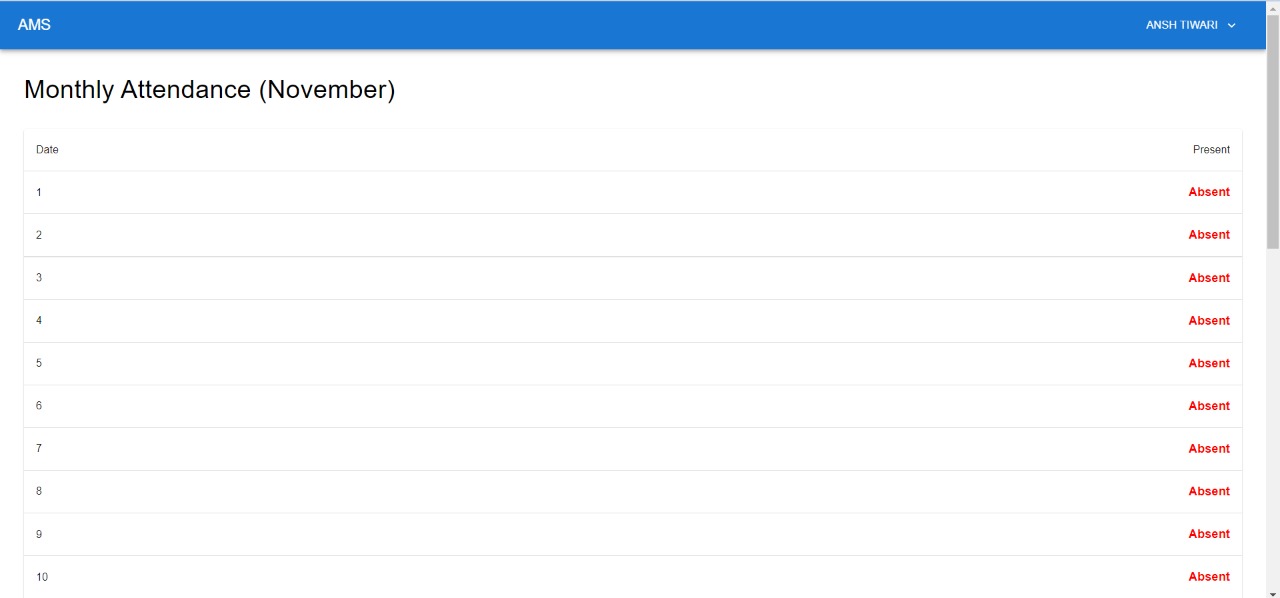 AMS
ANSH TIWARI
Monthly Attendance (November)
Date Present
1 Absent
2 Absent
3 Absent
4 Absent
5 Absent
6 Absent
7 Absent
8 Absent
9 Absent
10 Absent